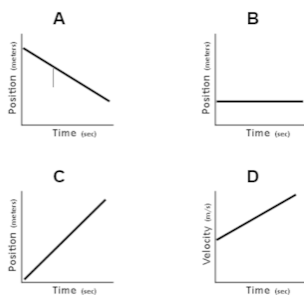 A
Position (meters)
Time (sec)
B
Position (meters)
Time (sec)
C
Position (meters)
Time (sec)
D
Velocity (m/s)
Time (sec)